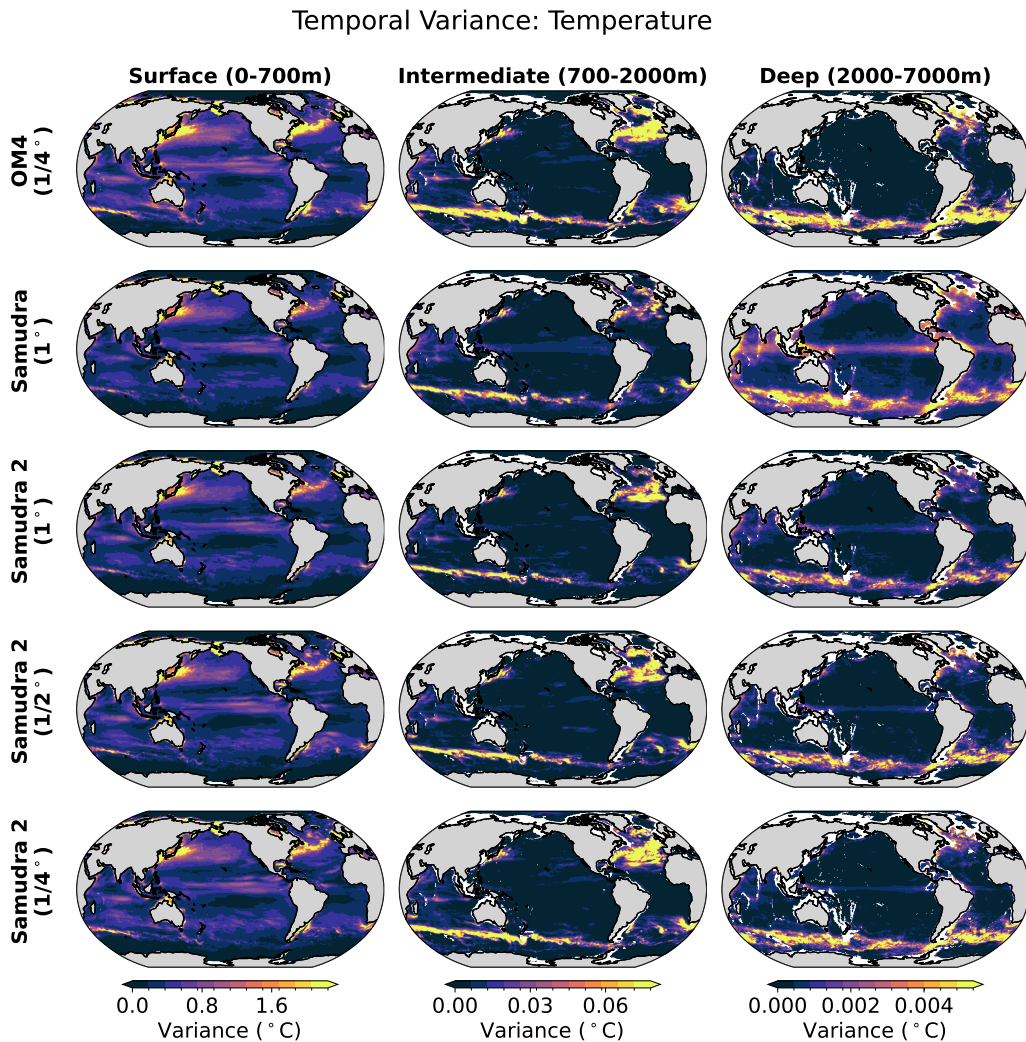 Temporal Variance: Temperature
Surface (0-700m)
Intermediate (700-2000m)
Deep (2000-7000m)
OM4
(1/4°)
Samudra
(1°)
Samudra 2
(1°)
Samudra 2
(1/2°)
Samudra 2
(1/4°)
0.0 0.8 1.6
Variance (°C)
0.00 0.03 0.06
Variance (°C)
0.000 0.002 0.004
Variance (°C)